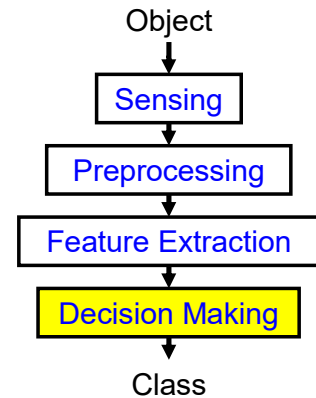 Object
Sensing
Preprocessing
Feature Extraction
Decision Making
Class